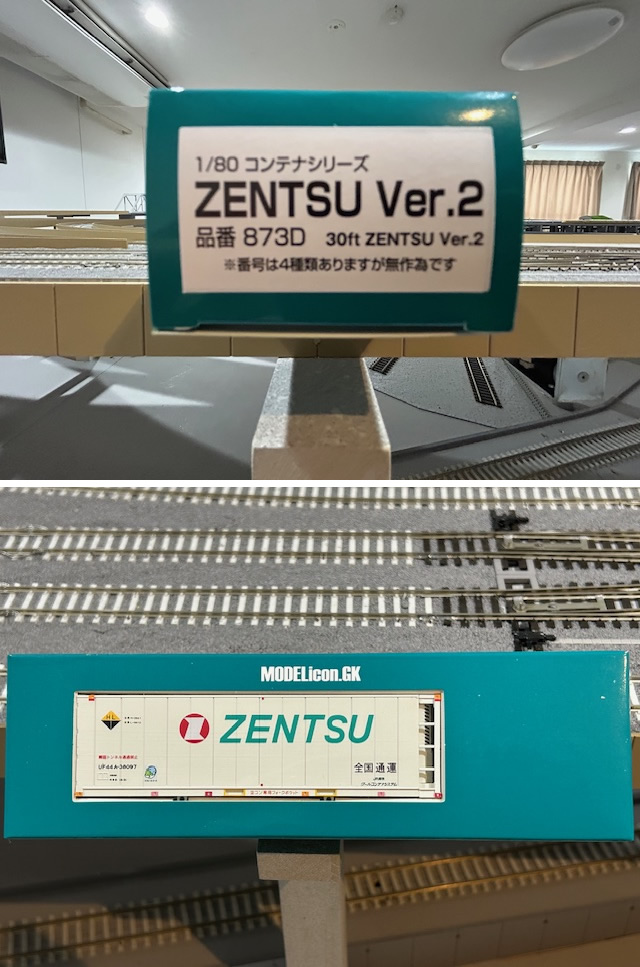 1/80 コンテナシリーズ
ZENTSU Ver.2
品番 873D 30ft ZENTSU Ver.2
※番号は4種類ありますが無作為です
MODELicon.GK
ZENTSU
UF44A-38097
全国通運